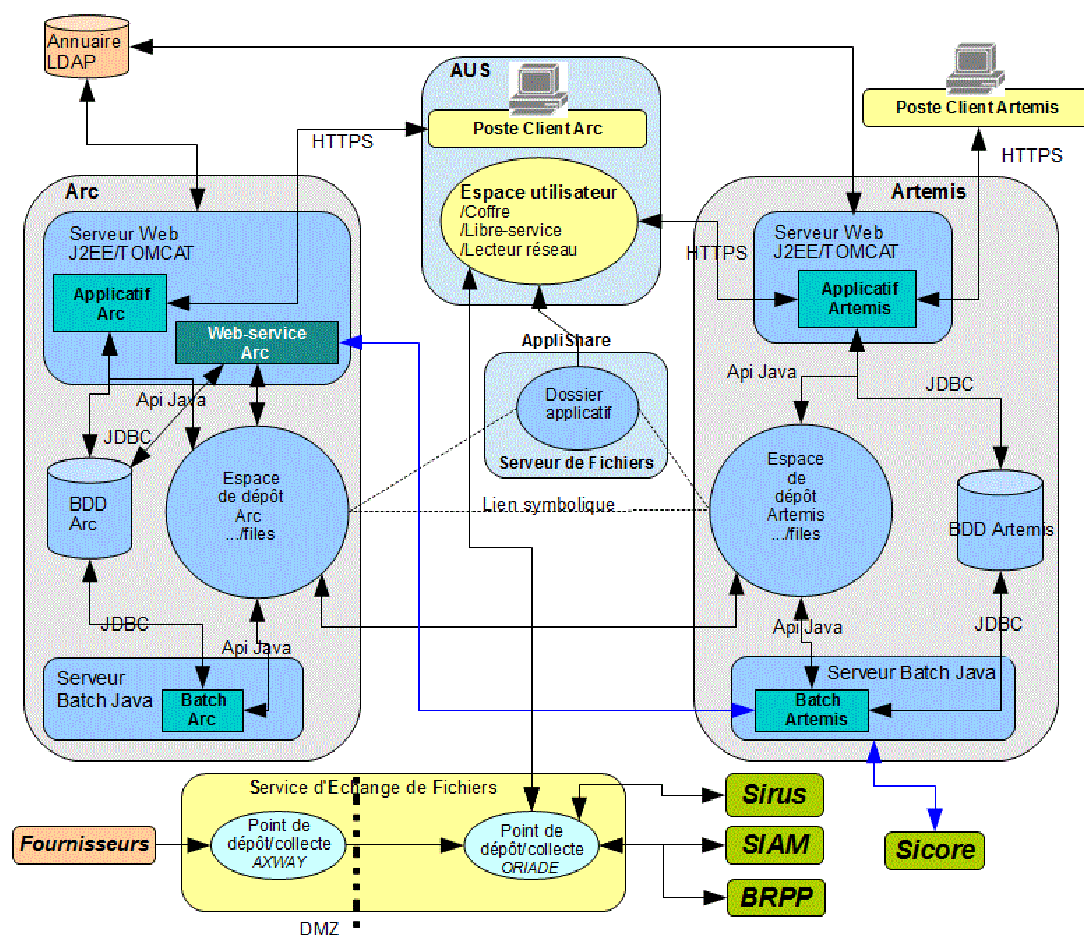 Annuaire
LDAP
AUS
Poste Client Arc
Poste Client Artemis
HTTPS
HTTPS
Arc
Serveur Web
J2EE/TOMCAT
Applicatif
Arc
Web-service
Arc
Espace utilisateur
/Coffre
/Libre-service
/Lecteur réseau
HTTPS
Artemis
Serveur Web
J2EE/TOMCAT
Applicatif
Artemis
AppliShare
Dossier
applicatif
Serveur de Fichiers
Api Java
JDBC
Api Java
JDBC
BDD
Arc
Espace
de dépôt
Arc
.../files
Lien symbolique
Espace
de
dépôt
Artemis
.../files
BDD Artemis
JDBC
Api Java
Api Java
JDBC
Serveur
Batch Java
Batch
Arc
Serveur Batch Java
Batch
Artemis
Service d'Echange de Fichiers
Fournisseurs
Point de
dépôt/collecte
AXWAY
Point de
dépôt/collecte
ORIADE
DMZ
Sirus
SIAM
BRPP
Sicore